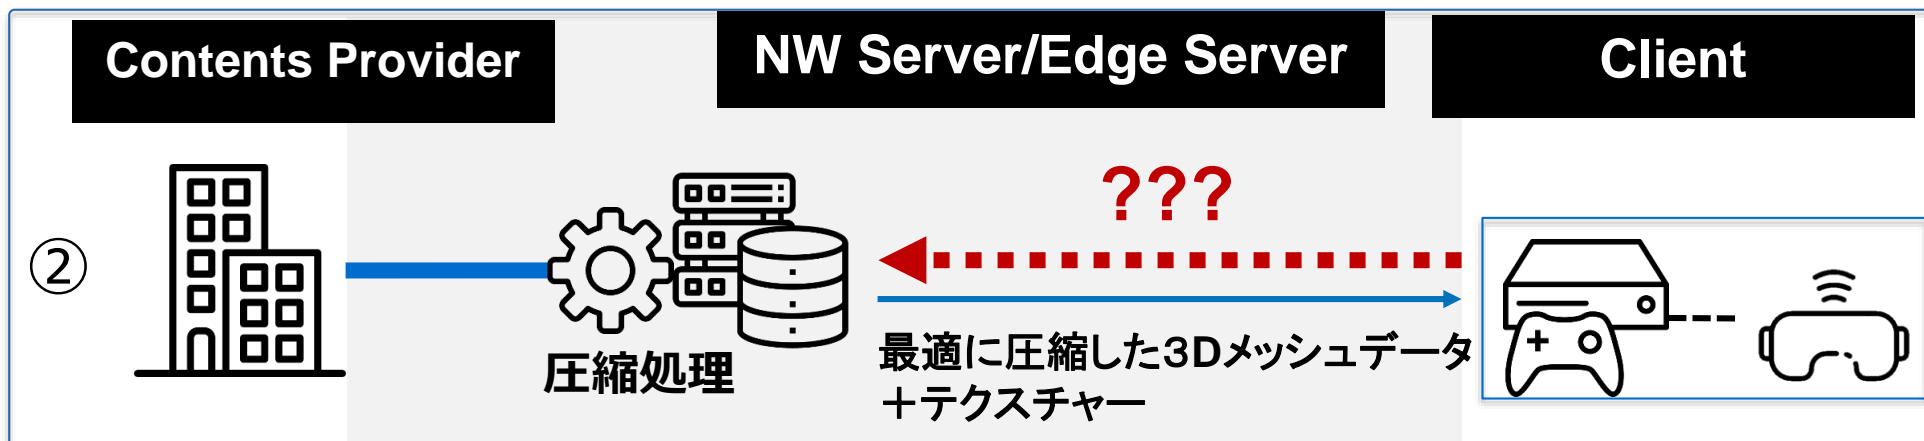 Contents Provider
NW Server/Edge Server
Client
②
???
圧縮処理
最適に圧縮した3Dメッシュデータ
＋テクスチャー